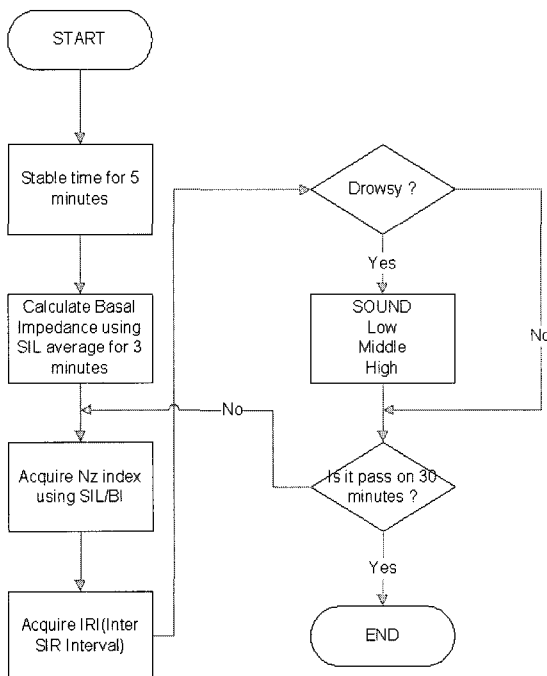 START
Stable time for 5
minutes
Calculate Basal
Impedance using
SIL average for 3
minutes
Acquire Nz index
using SIL/BI
Acquire IRI(Inter
SIR Interval)
Drowsy ?
Yes
No
SOUND
Low
Middle
High
No
Is it pass on 30
minutes ?
Yes
END